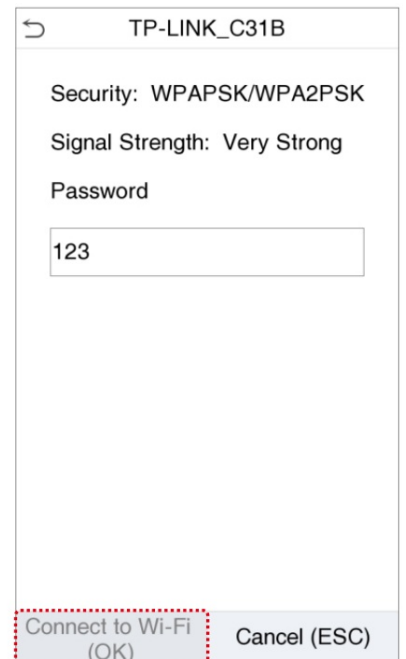 TP-LINK_C31B
Security: WPAPSK/WPA2PSK
Signal Strength: Very Strong
Password
123
Connect to Wi-Fi
(OK)
Cancel (ESC)